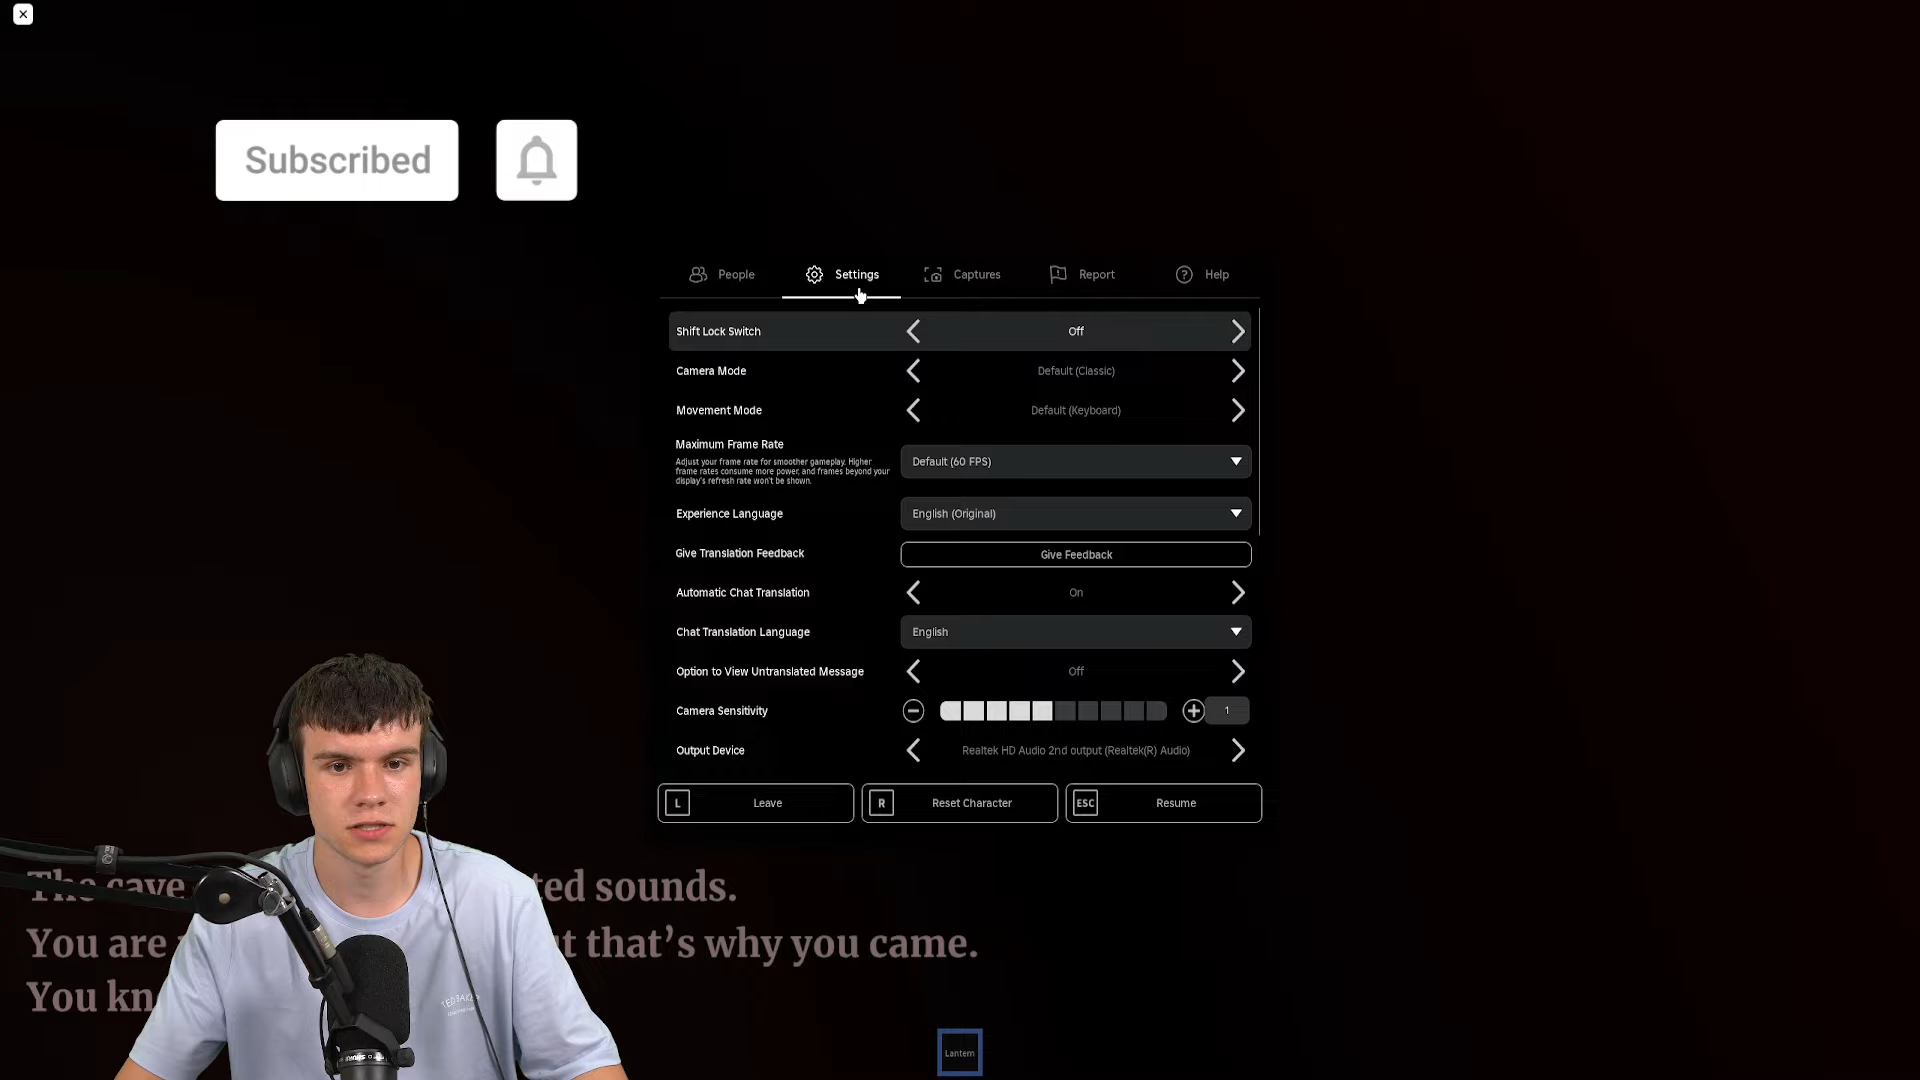 Subscribed
People
Settings
Captures
Report
Help
Shift Lock Switch
Off
Camera Mode
Default (Classic)
Movement Mode
Default (Keyboard)
Maximum Frame Rate
Adjust your frame rate for smoother gameplay. Higher
frame rates consume more power, and frames beyond your
display's refresh rate won't be shown.
Default (60 FPS)
Experience Language
English (Original)
Give Translation Feedback
Give Feedback
Automatic Chat Translation
On
Chat Translation Language
English
Option to View Untranslated Message
Off
Camera Sensitivity
1
Output Device
Realtek HD Audio 2nd output (Realtek(R) Audio)
L Leave
R Reset Character
ESC Resume
The cave ted sounds.
You are that's why you came.
You kn
TED BAKER
Lantern